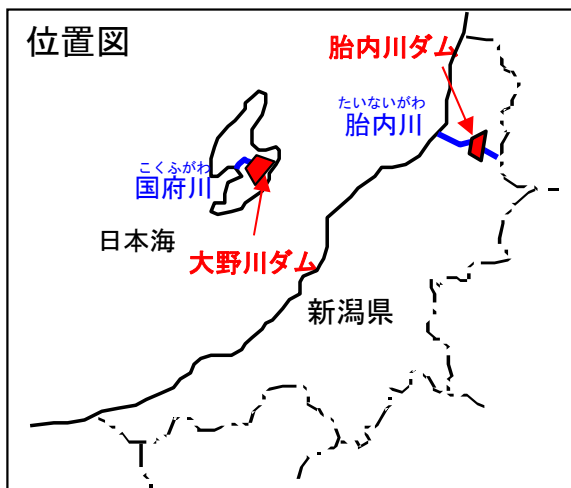 位置図
胎内川ダム
たいないがわ
胎内川
こくふがわ
国府川
日本海
大野川ダム
新潟県